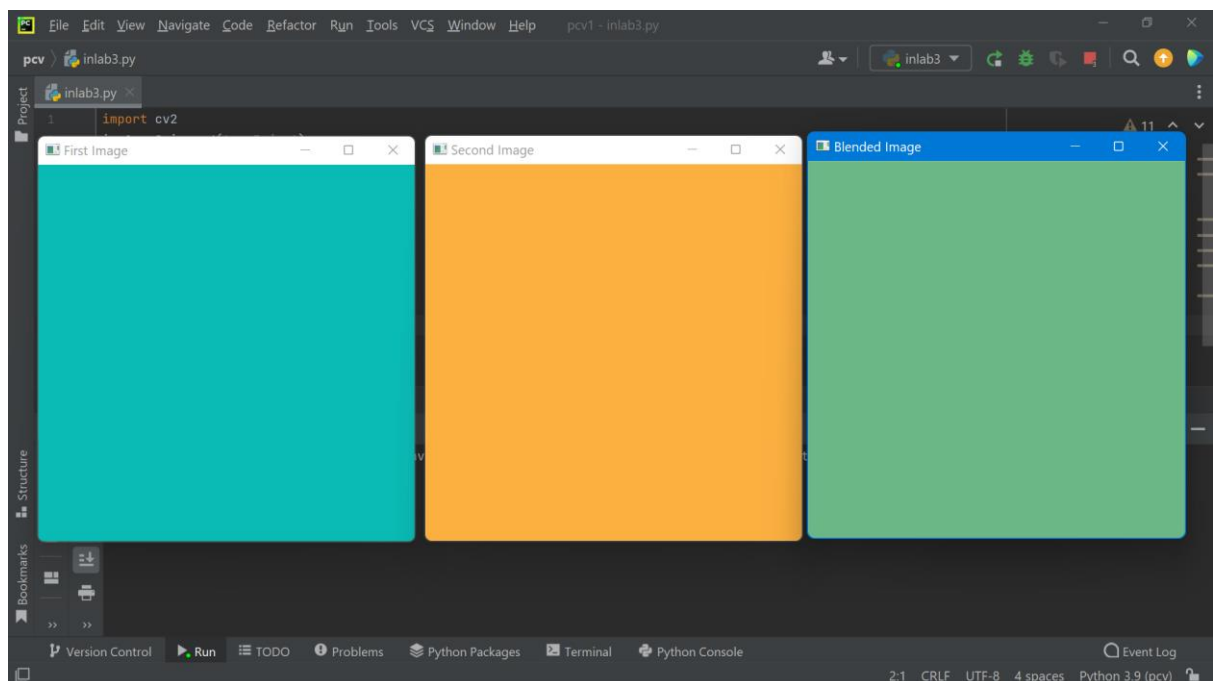 File Edit View Navigate Code Refactor Run Tools VCS Window Help pcv1 - inlab3.py
pcv inlab3.py inlab3
Project
inlab3.py
1 import cv2
11
First Image
Second Image
Blended Image
Structure
Bookmarks
Version Control Run TODO Problems Python Packages Terminal Python Console Event Log
2:1 CRLF UTF-8 4 spaces Python 3.9 (pcv)